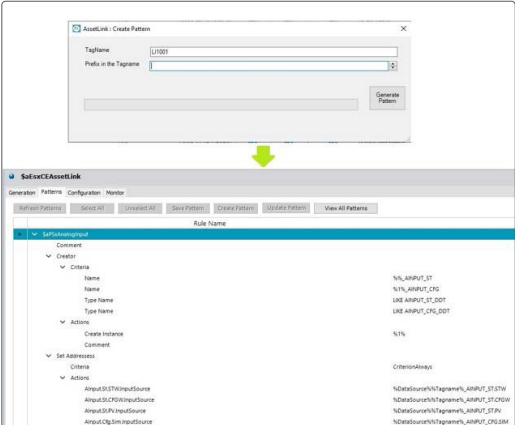 AssetLink : Create Pattern
TagName
LI1001
Prefix in the Tagname
Generate
Pattern
$aEsxCEAssetLink
Generation Patterns Configuration Monitor
Refresh Patterns Select All Unselect All Save Pattern Create Pattern Update Pattern View All Patterns
Rule Name
$aPSxAnalogInput
Comment
Creator
Criteria
Name %%_AINPUT_ST
Name %1%_AINPUT_CFG
Type Name LIKE AINPUT_ST_DDT
Type Name LIKE AINPUT_CFG_DDT
Actions
Create Instance %1%
Comment
Set Addressess
Criteria CriterionAlways
Actions
AInput.St.STW.InputSource %DataSource%%Tagname%_AINPUT_ST.STW
AInput.St.CFGW.InputSource %DataSource%%Tagname%_AINPUT_ST.CFGW
AInput.St.PV.InputSource %DataSource%%Tagname%_AINPUT_ST.PV
AInput.Cfg.Sim.InputSource %DataSource%%Tagname%_AINPUT_CFG.SIM